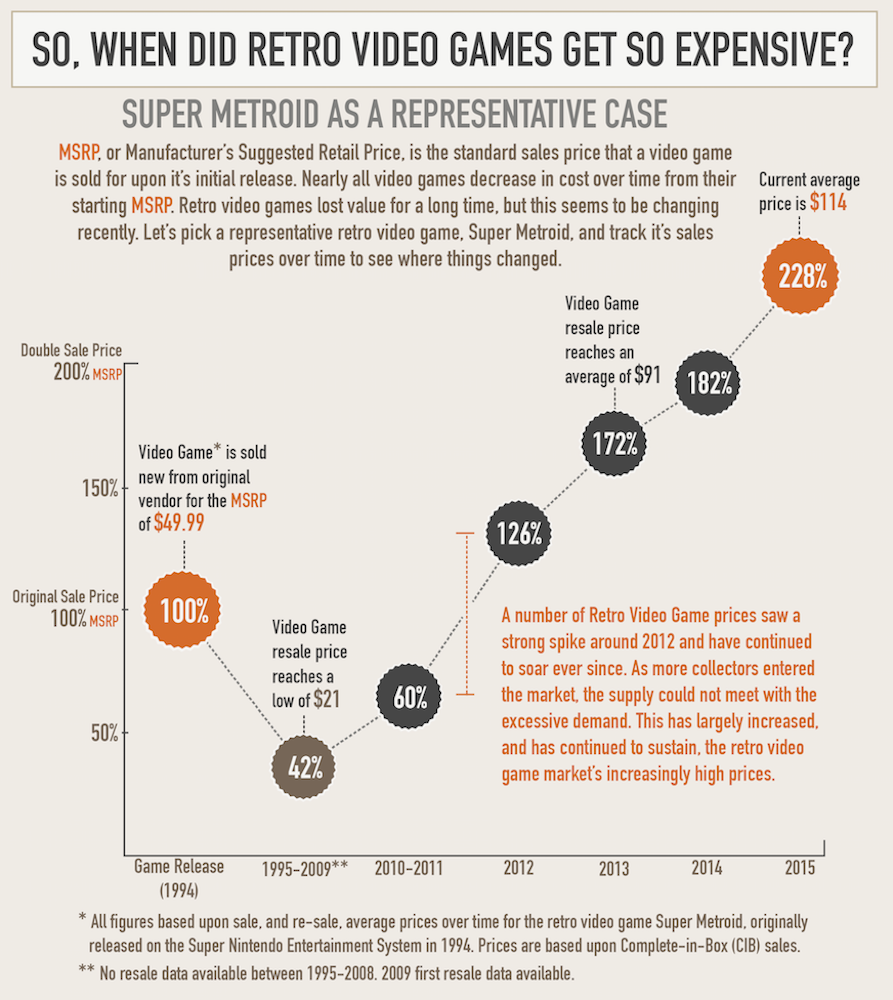 SO, WHEN DID RETRO VIDEO GAMES GET SO EXPENSIVE?
SUPER METROID AS A REPRESENTATIVE CASE
MSRP, or Manufacturer's Suggested Retail Price, is the standard sales price that a video game
is sold for upon it's initial release. Nearly all video games decrease in cost over time from their
starting MSRP. Retro video games lost value for a long time, but this seems to be changing
recently. Let's pick a representative retro video game, Super Metroid, and track it's sales
prices over time to see where things changed.
Current average
price is $114
228%
Video Game
resale price
reaches an
average of $91
182%
172%
Double Sale Price
200% MSRP
Video Game* is sold
new from original
vendor for the MSRP
of $49.99
150%
126%
Original Sale Price
100% MSRP
100%
Video Game
resale price
reaches a
low of $21
60%
50%
42%
A number of Retro Video Game prices saw a
strong spike around 2012 and have continued
to soar ever since. As more collectors entered
the market, the supply could not meet with the
excessive demand. This has largely increased,
and has continued to sustain, the retro video
game market's increasingly high prices.
Game Release
(1994)
1995-2009**
2010-2011
2012
2013
2014
2015
* All figures based upon sale, and re-sale, average prices over time for the retro video game Super Metroid, originally
released on the Super Nintendo Entertainment System in 1994. Prices are based upon Complete-in-Box (CIB) sales.
** No resale data available between 1995-2008. 2009 first resale data available.